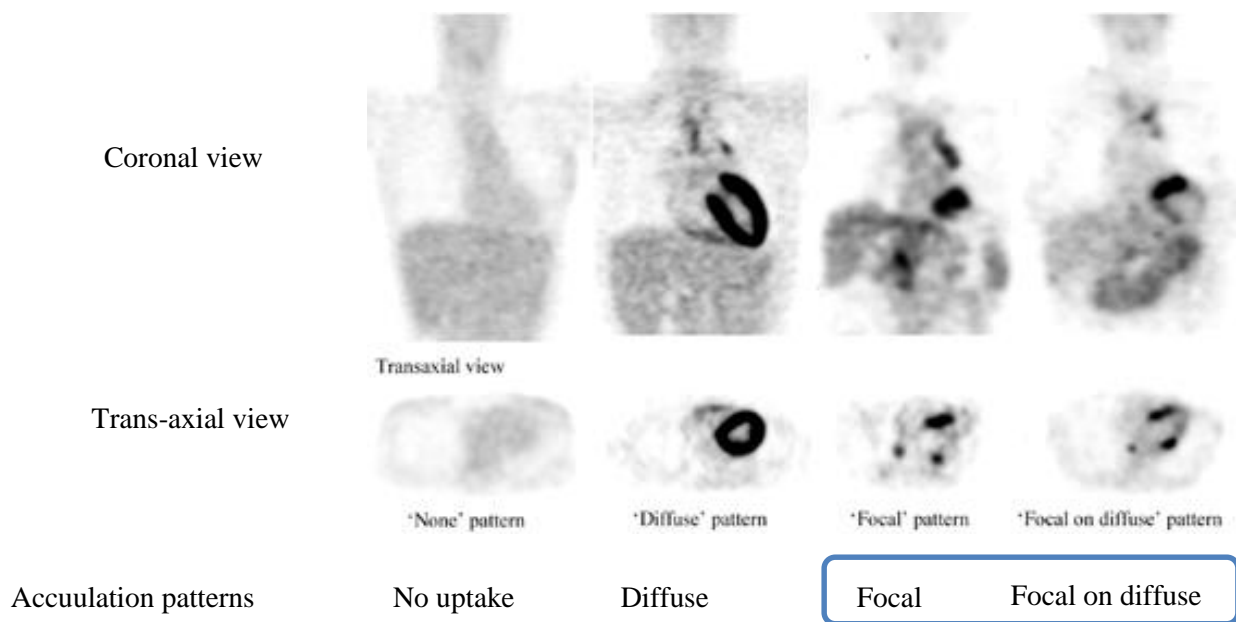 Coronal view
Transaxial view
Trans-axial view
'None' pattern 'Diffuse' pattern 'Focal' pattern 'Focal on diffuse' pattern
Accuulation patterns No uptake Diffuse Focal Focal on diffuse